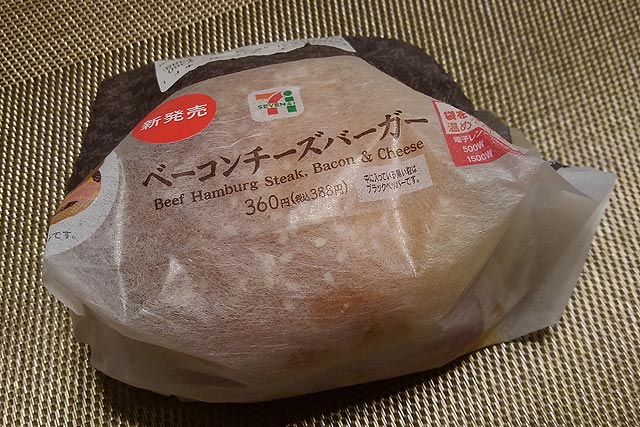 新発売
SEVEN
ベーコンチーズバーガー
Beef Hamburg Steak, Bacon & Cheese
360円(税込388円)
中に入っている黒い粒は
ブラックペッパーです。
袋を
温め
電子レン
500W
1500W
です。